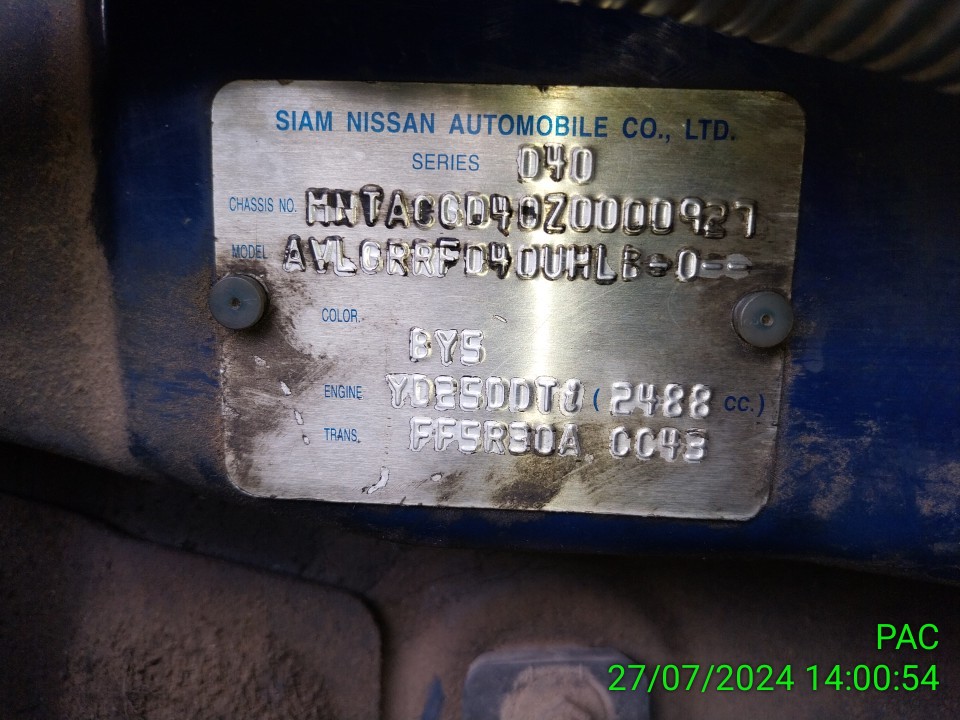 SIAM NISSAN AUTOMOBILE CO., LTD.
SERIES D40
CHASSIS NO. MNTACGD40Z0000927
MODEL
COLOR. BY5
ENGINE YD25DDT8 ( 2488 CC.)
TRANS. FF5R30A CC43
PAC
27/07/2024 14:00:54